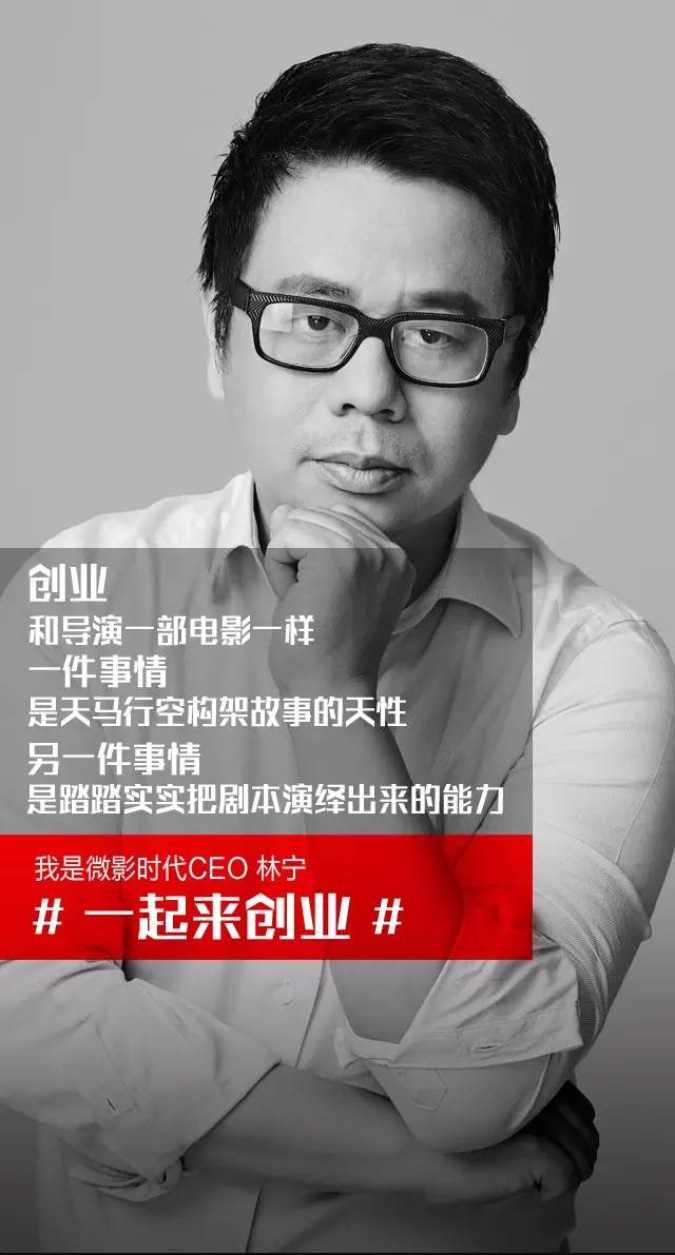 创业
和导演一部电影一样
一件事情
是天马行空构架故事的天性
另一件事情
是踏踏实实把剧本演绎出来的能力
我是微影时代CEO 林宁
# 一起来创业 #